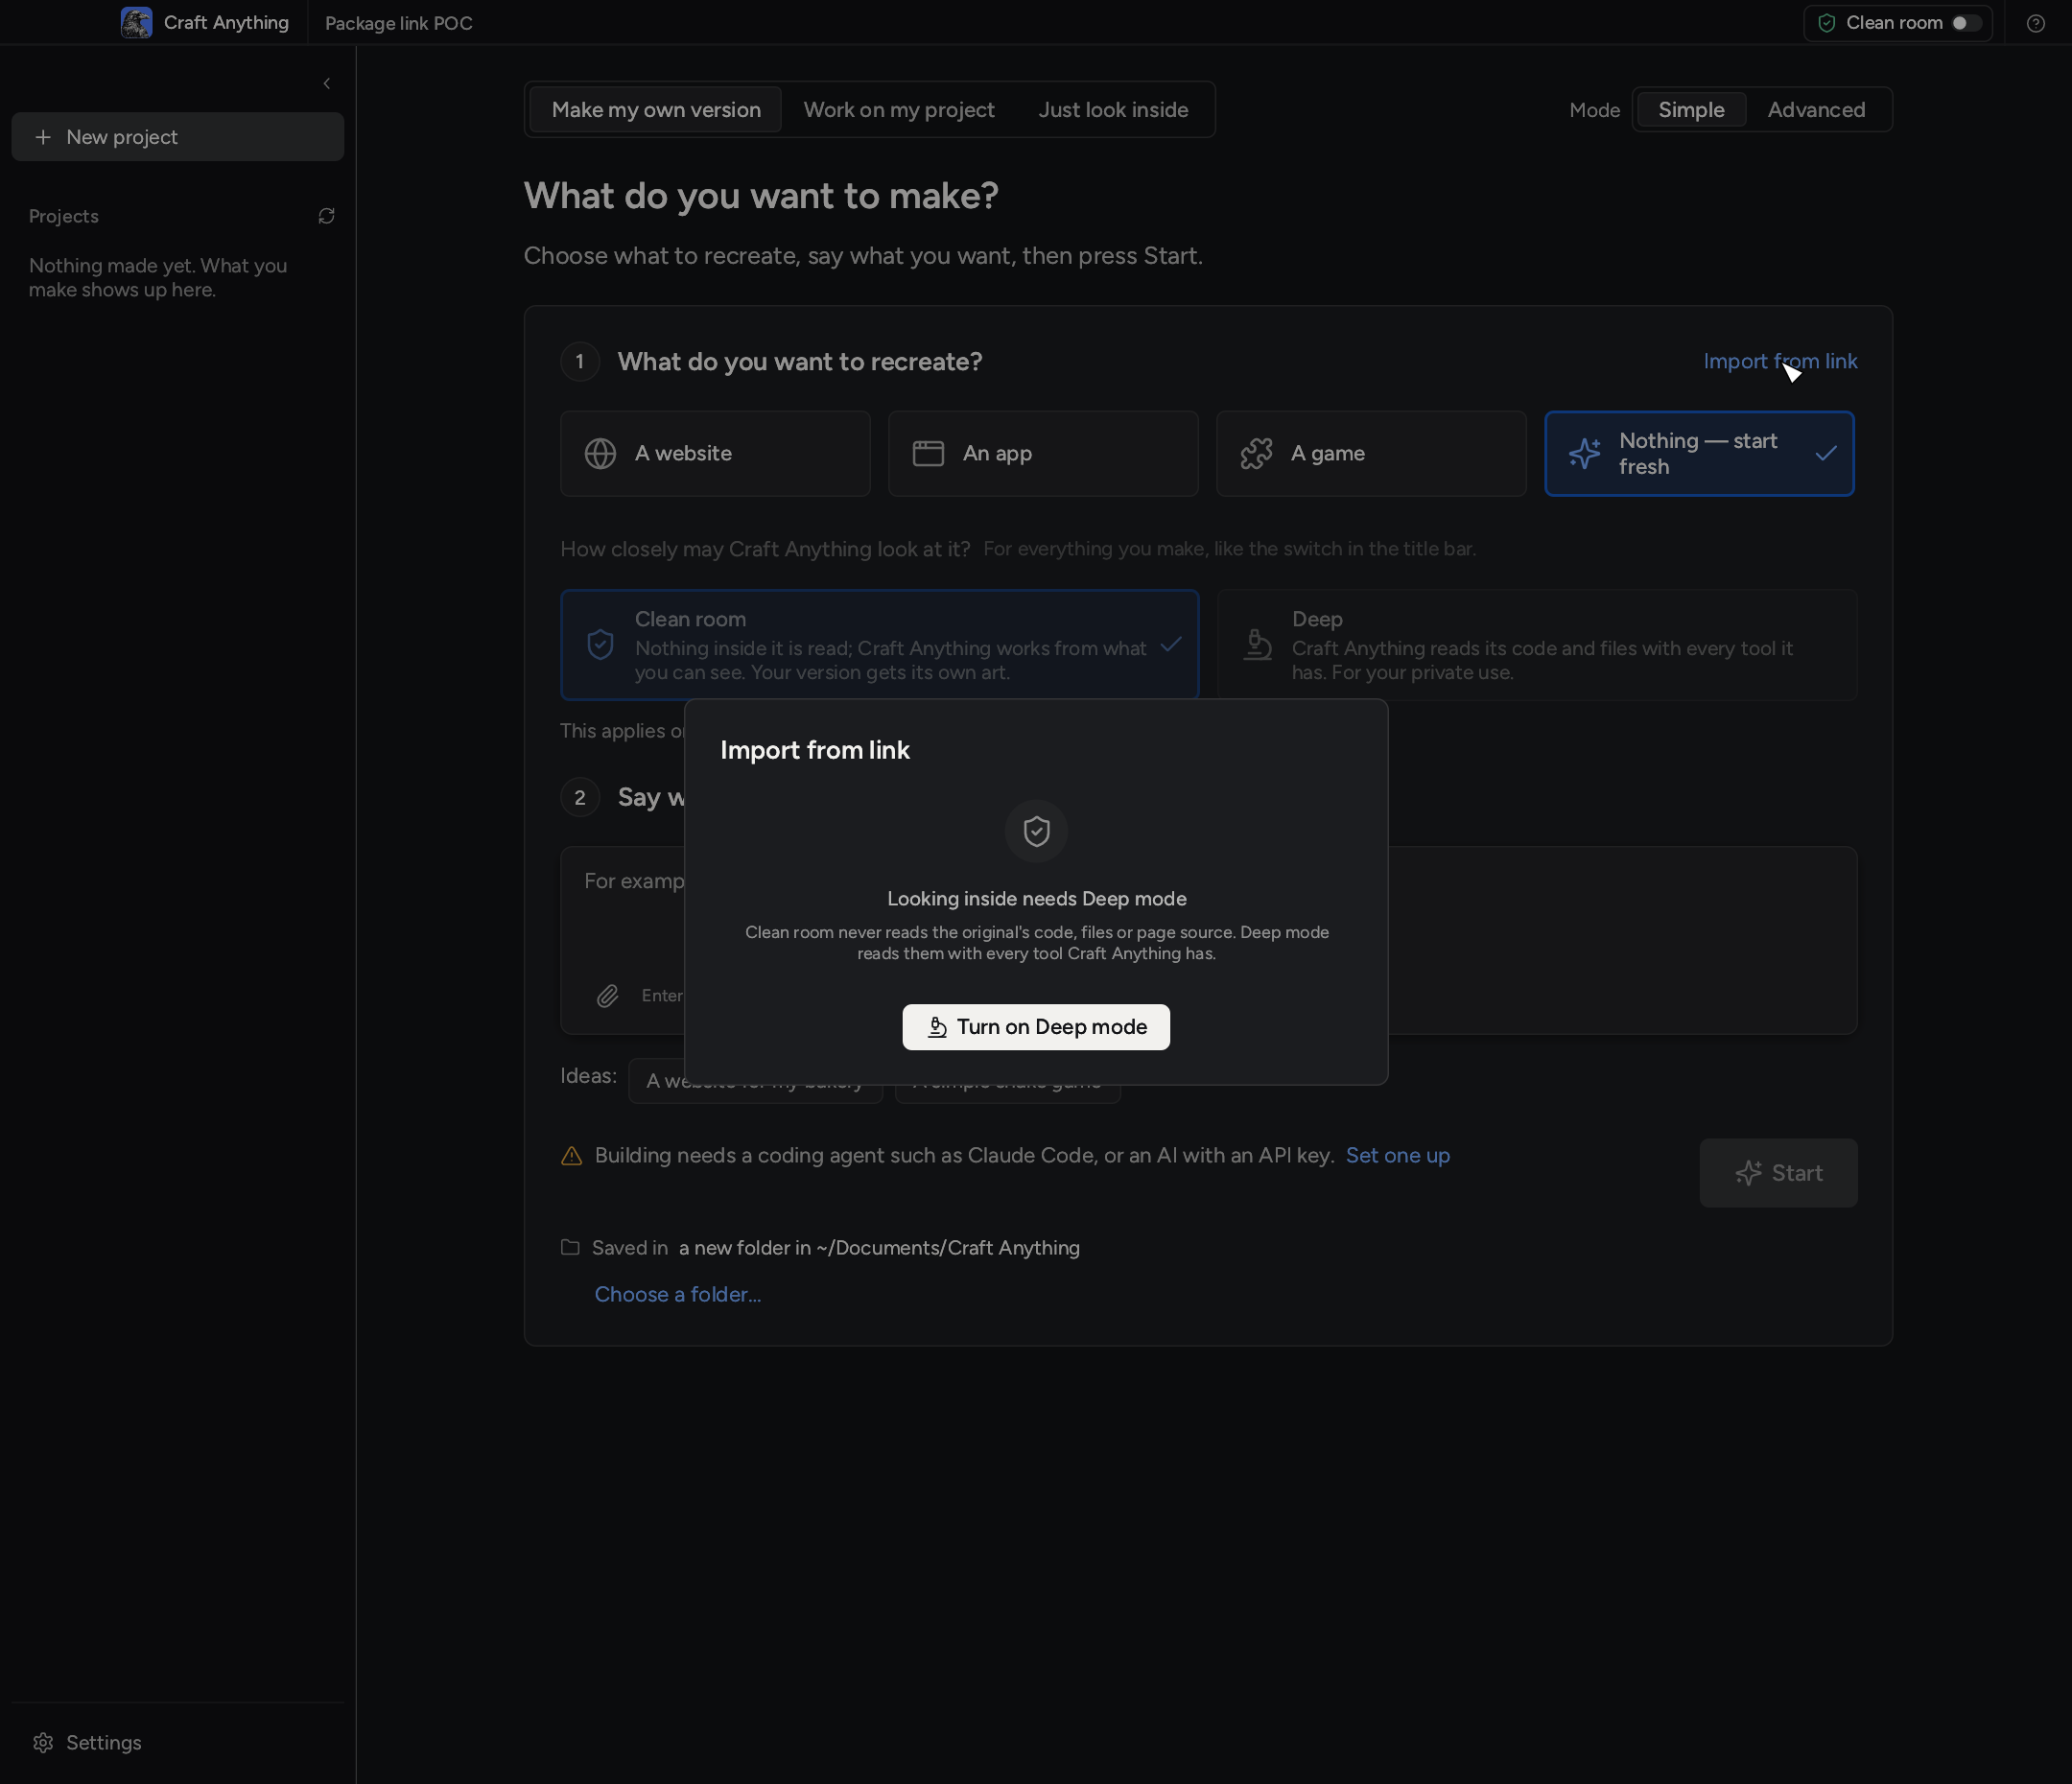 Craft Anything
Package link POC
Clean room
New project
Projects
Nothing made yet. What you
make shows up here.
Make my own version
Work on my project
Just look inside
Mode
Simple
Advanced
What do you want to make?
Choose what to recreate, say what you want, then press Start.
1
What do you want to recreate?
Import from link
A website
An app
A game
Nothing — start
fresh
How closely may Craft Anything look at it? For everything you make, like the switch in the title bar.
Clean room
Nothing inside it is read; Craft Anything works from what
you can see. Your version gets its own art.
Deep
Craft Anything reads its code and files with every tool it
has. For your private use.
This applies
Import from link
Looking inside needs Deep mode
Clean room never reads the original's code, files or page source. Deep mode
reads them with every tool Craft Anything has.
Turn on Deep mode
2
Say
For
Enter
Ideas:
A website for my bakery
A simple snake game
Building needs a coding agent such as Claude Code, or an AI with an API key. Set one up
Start
Saved in a new folder in ~/Documents/Craft Anything
Choose a folder...
Settings